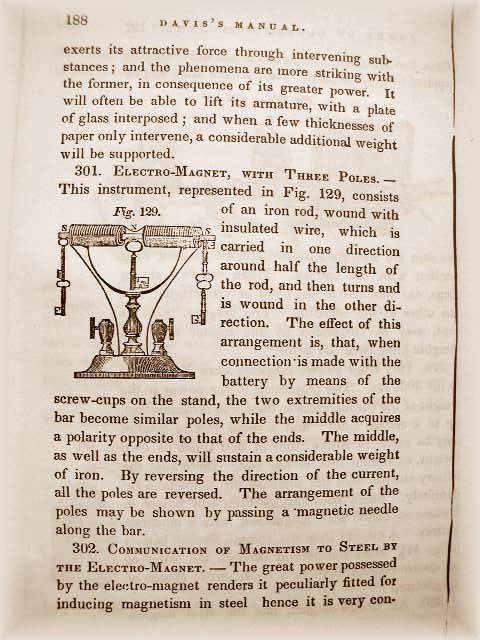 188
DAVIS'S MANUAL.
exerts its attractive force through intervening sub-
stances; and the phenomena are more striking with
the former, in consequence of its greater power. It
will often be able to lift its armature, with a plate
of glass interposed; and when a few thicknesses of
paper only intervene, a considerable additional weight
will be supported.
301. ELECTRO-MAGNET, WITH THREE POLES. —
This instrument, represented in Fig. 129, consists
of an iron rod, wound with
insulated wire, which is
carried in one direction
around half the length of
the rod, and then turns and
is wound in the other di-
rection. The effect of this
arrangement is, that, when
connection is made with the
battery by means of the
Fig. 129.
S
N
S
screw-cups on the stand, the two extremities of the
bar become similar poles, while the middle acquires
a polarity opposite to that of the ends. The middle,
as well as the ends, will sustain a considerable weight
of iron. By reversing the direction of the current,
all the poles are reversed. The arrangement of the
poles may be shown by passing a magnetic needle
along the bar.
302. COMMUNICATION OF MAGNETISM TO STEEL BY
THE ELECTRO-MAGNET. — The great power possessed
by the electro-magnet renders it peculiarly fitted for
inducing magnetism in steel hence it is very con-